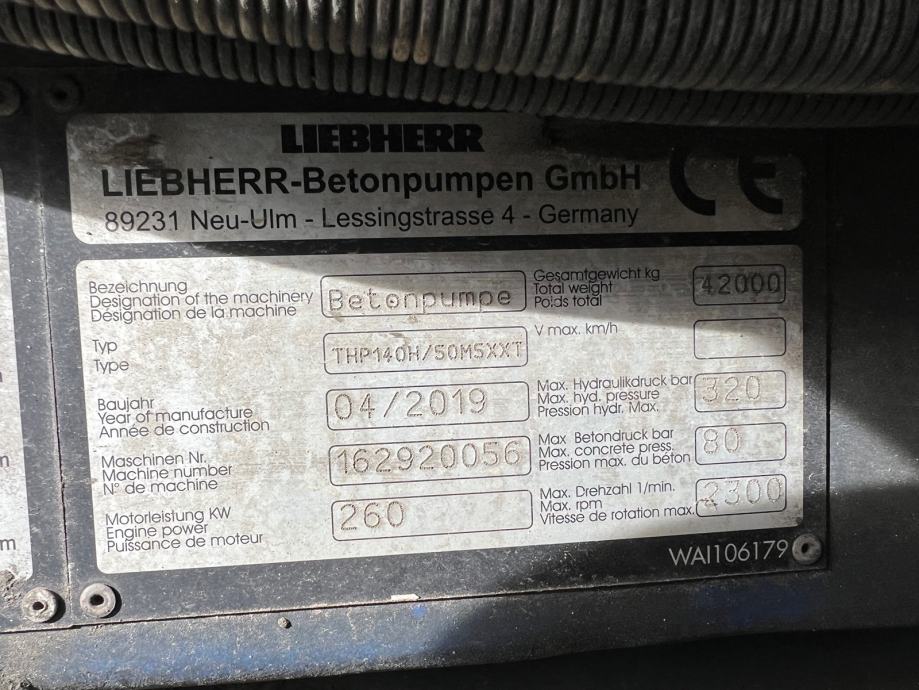 LIEBHERR
LIEBHERR-Betonpumpen GmbH CE
89231 Neu-Ulm - Lessingstrasse 4 - Germany
Bezeichnung
Designation of the machinery
Désignation de la machine
Betonpumpe
Typ
Type
THP140H/50M5XXT
Baujahr
Year of manufacture
Année de construction
04/2019
Maschinen Nr.
Machine number
N° de machine
162920056
Motorleistung KW
Engine power
Puissance de moteur
260
Gesamtgewicht kg
Total weight
Poids total
42000
V max. km/h
Max. Hydraulikdruck bar
Max. hyd. pressure
Pression hydr. Max.
320
Max. Betondruck bar
Max. concrete press.
Pression max. du béton
80
Max. Drehzahl 1/min.
Max. rpm
Vitesse de rotation max.
2300
WAI106179